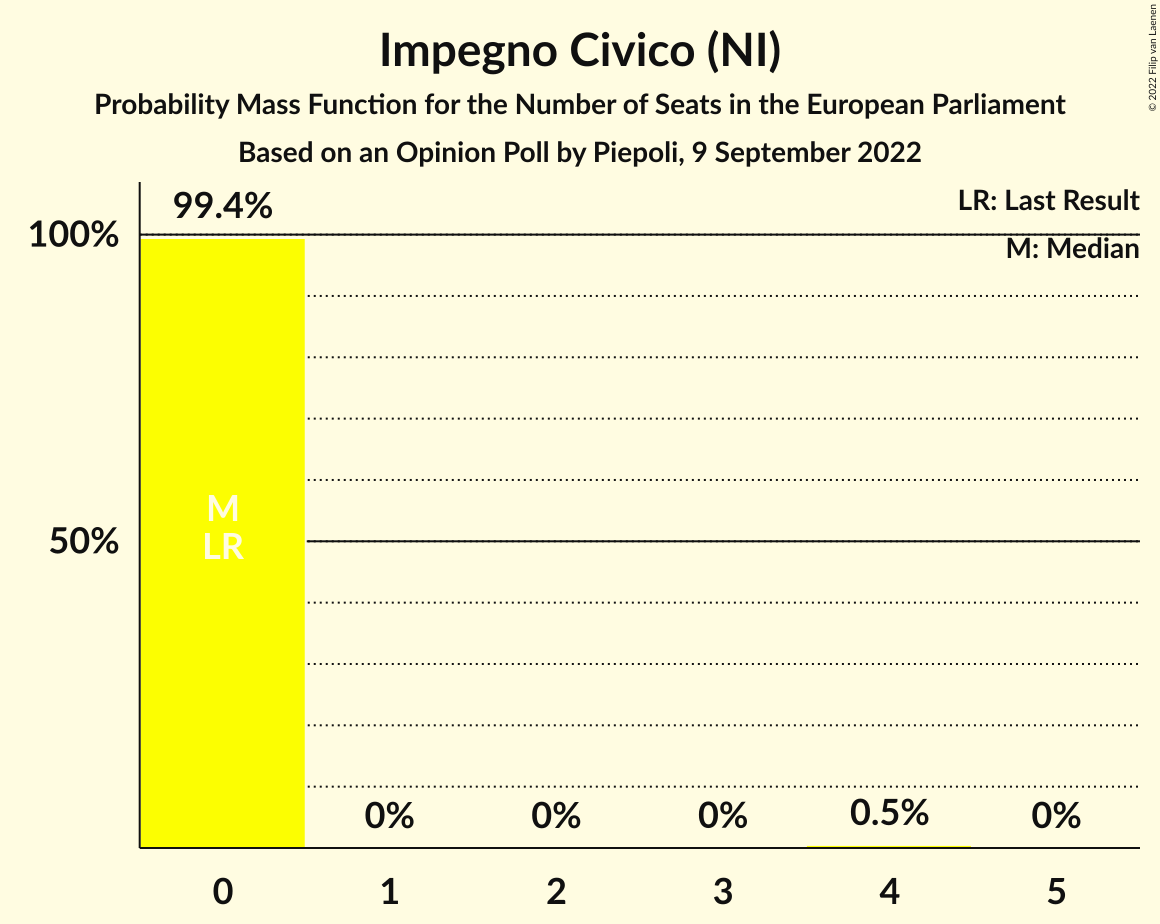 Impegno Civico (NI)
Probability Mass Function for the Number of Seats in the European Parliament
Based on an Opinion Poll by Piepoli, 9 September 2022
© 2022 Filip van Laenen
LR: Last Result
M: Median
100%
50%
99.4%
M
LR
0%
0%
0%
0.5%
0%
0
1
2
3
4
5